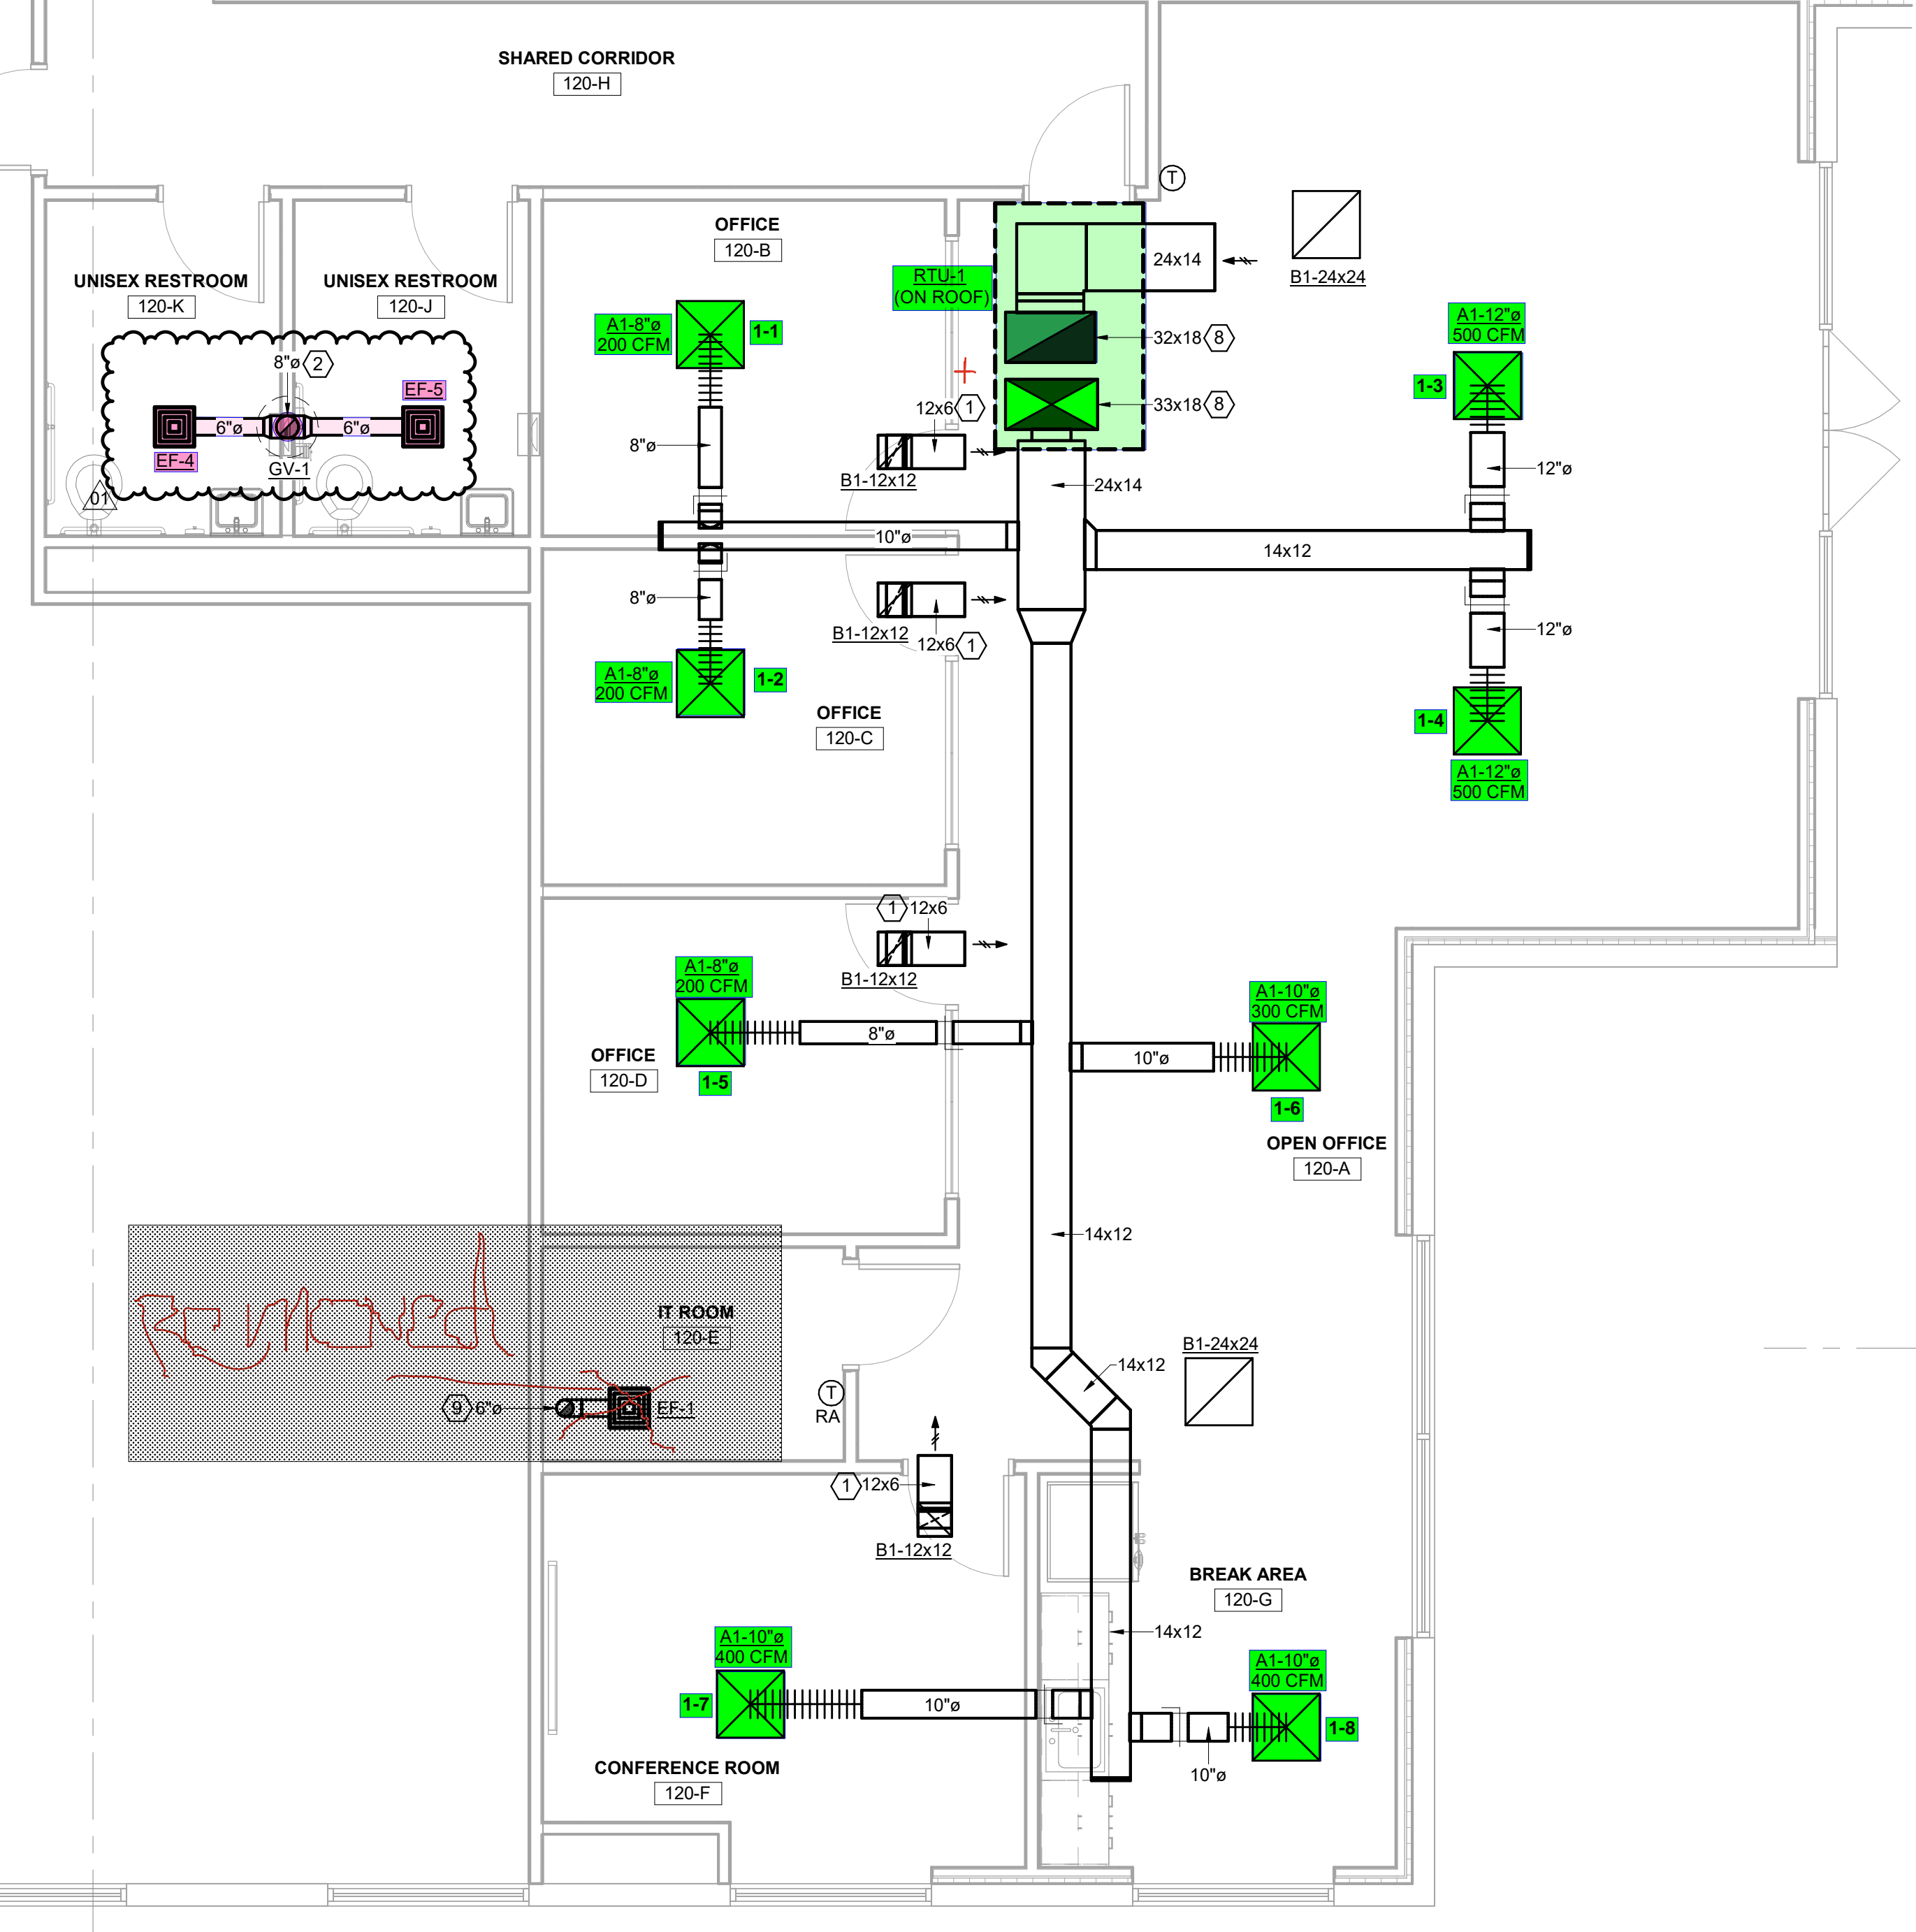 SHARED CORRIDOR
120-H
T
OFFICE
120-B
24x14
B1-24x24
RTU-1
(ON ROOF)
UNISEX RESTROOM
120-K
UNISEX RESTROOM
120-J
A1-8"ø
200 CFM
1-1
32x18
8
A1-12"ø
500 CFM
1-3
8"ø
2
EF-5
6"ø
6"ø
EF-4
GV-1
01
12x6
1
33x18
8
8"ø
B1-12x12
24x14
12"ø
10"ø
14x12
8"ø
B1-12x12
12x6
1
12"ø
A1-8"ø
200 CFM
1-2
OFFICE
120-C
1-4
A1-12"ø
500 CFM
1
12x6
B1-12x12
A1-8"ø
200 CFM
8"ø
OFFICE
120-D
1-5
A1-10"ø
300 CFM
10"ø
1-6
OPEN OFFICE
120-A
14x12
Removed
IT ROOM
120-E
9
6"ø
EF-1
T
RA
14x12
B1-24x24
1
12x6
B1-12x12
BREAK AREA
120-G
14x12
A1-10"ø
400 CFM
1-7
10"ø
A1-10"ø
400 CFM
1-8
10"ø
CONFERENCE ROOM
120-F